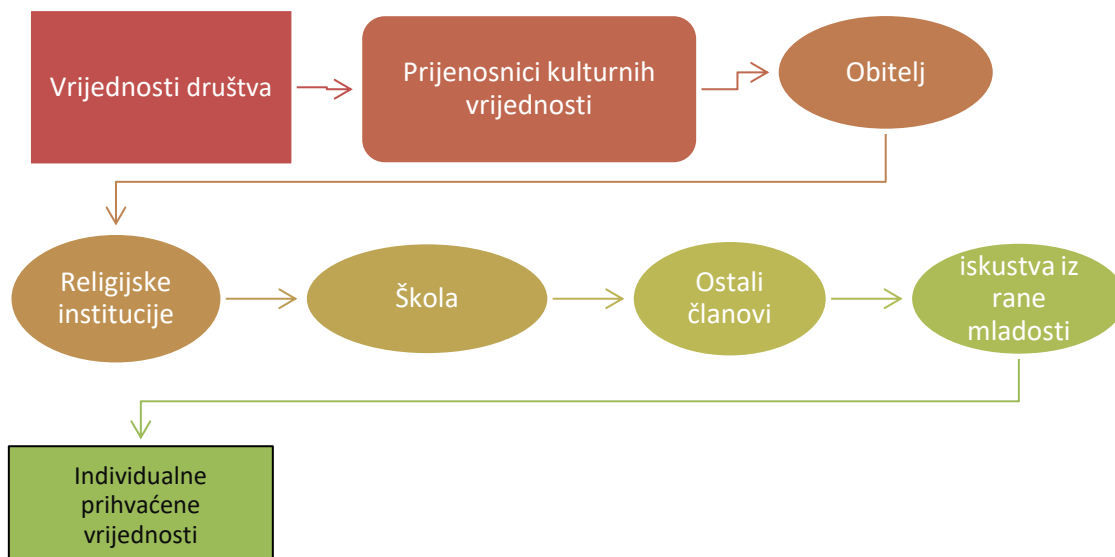 Vrijednosti društva
Prijenosnici kulturnih
vrijednosti
Obitelj
Religijske
institucije
Škola
Ostali
članovi
iskustva iz
rane
mladosti
Individualne
prihvaćene
vrijednosti